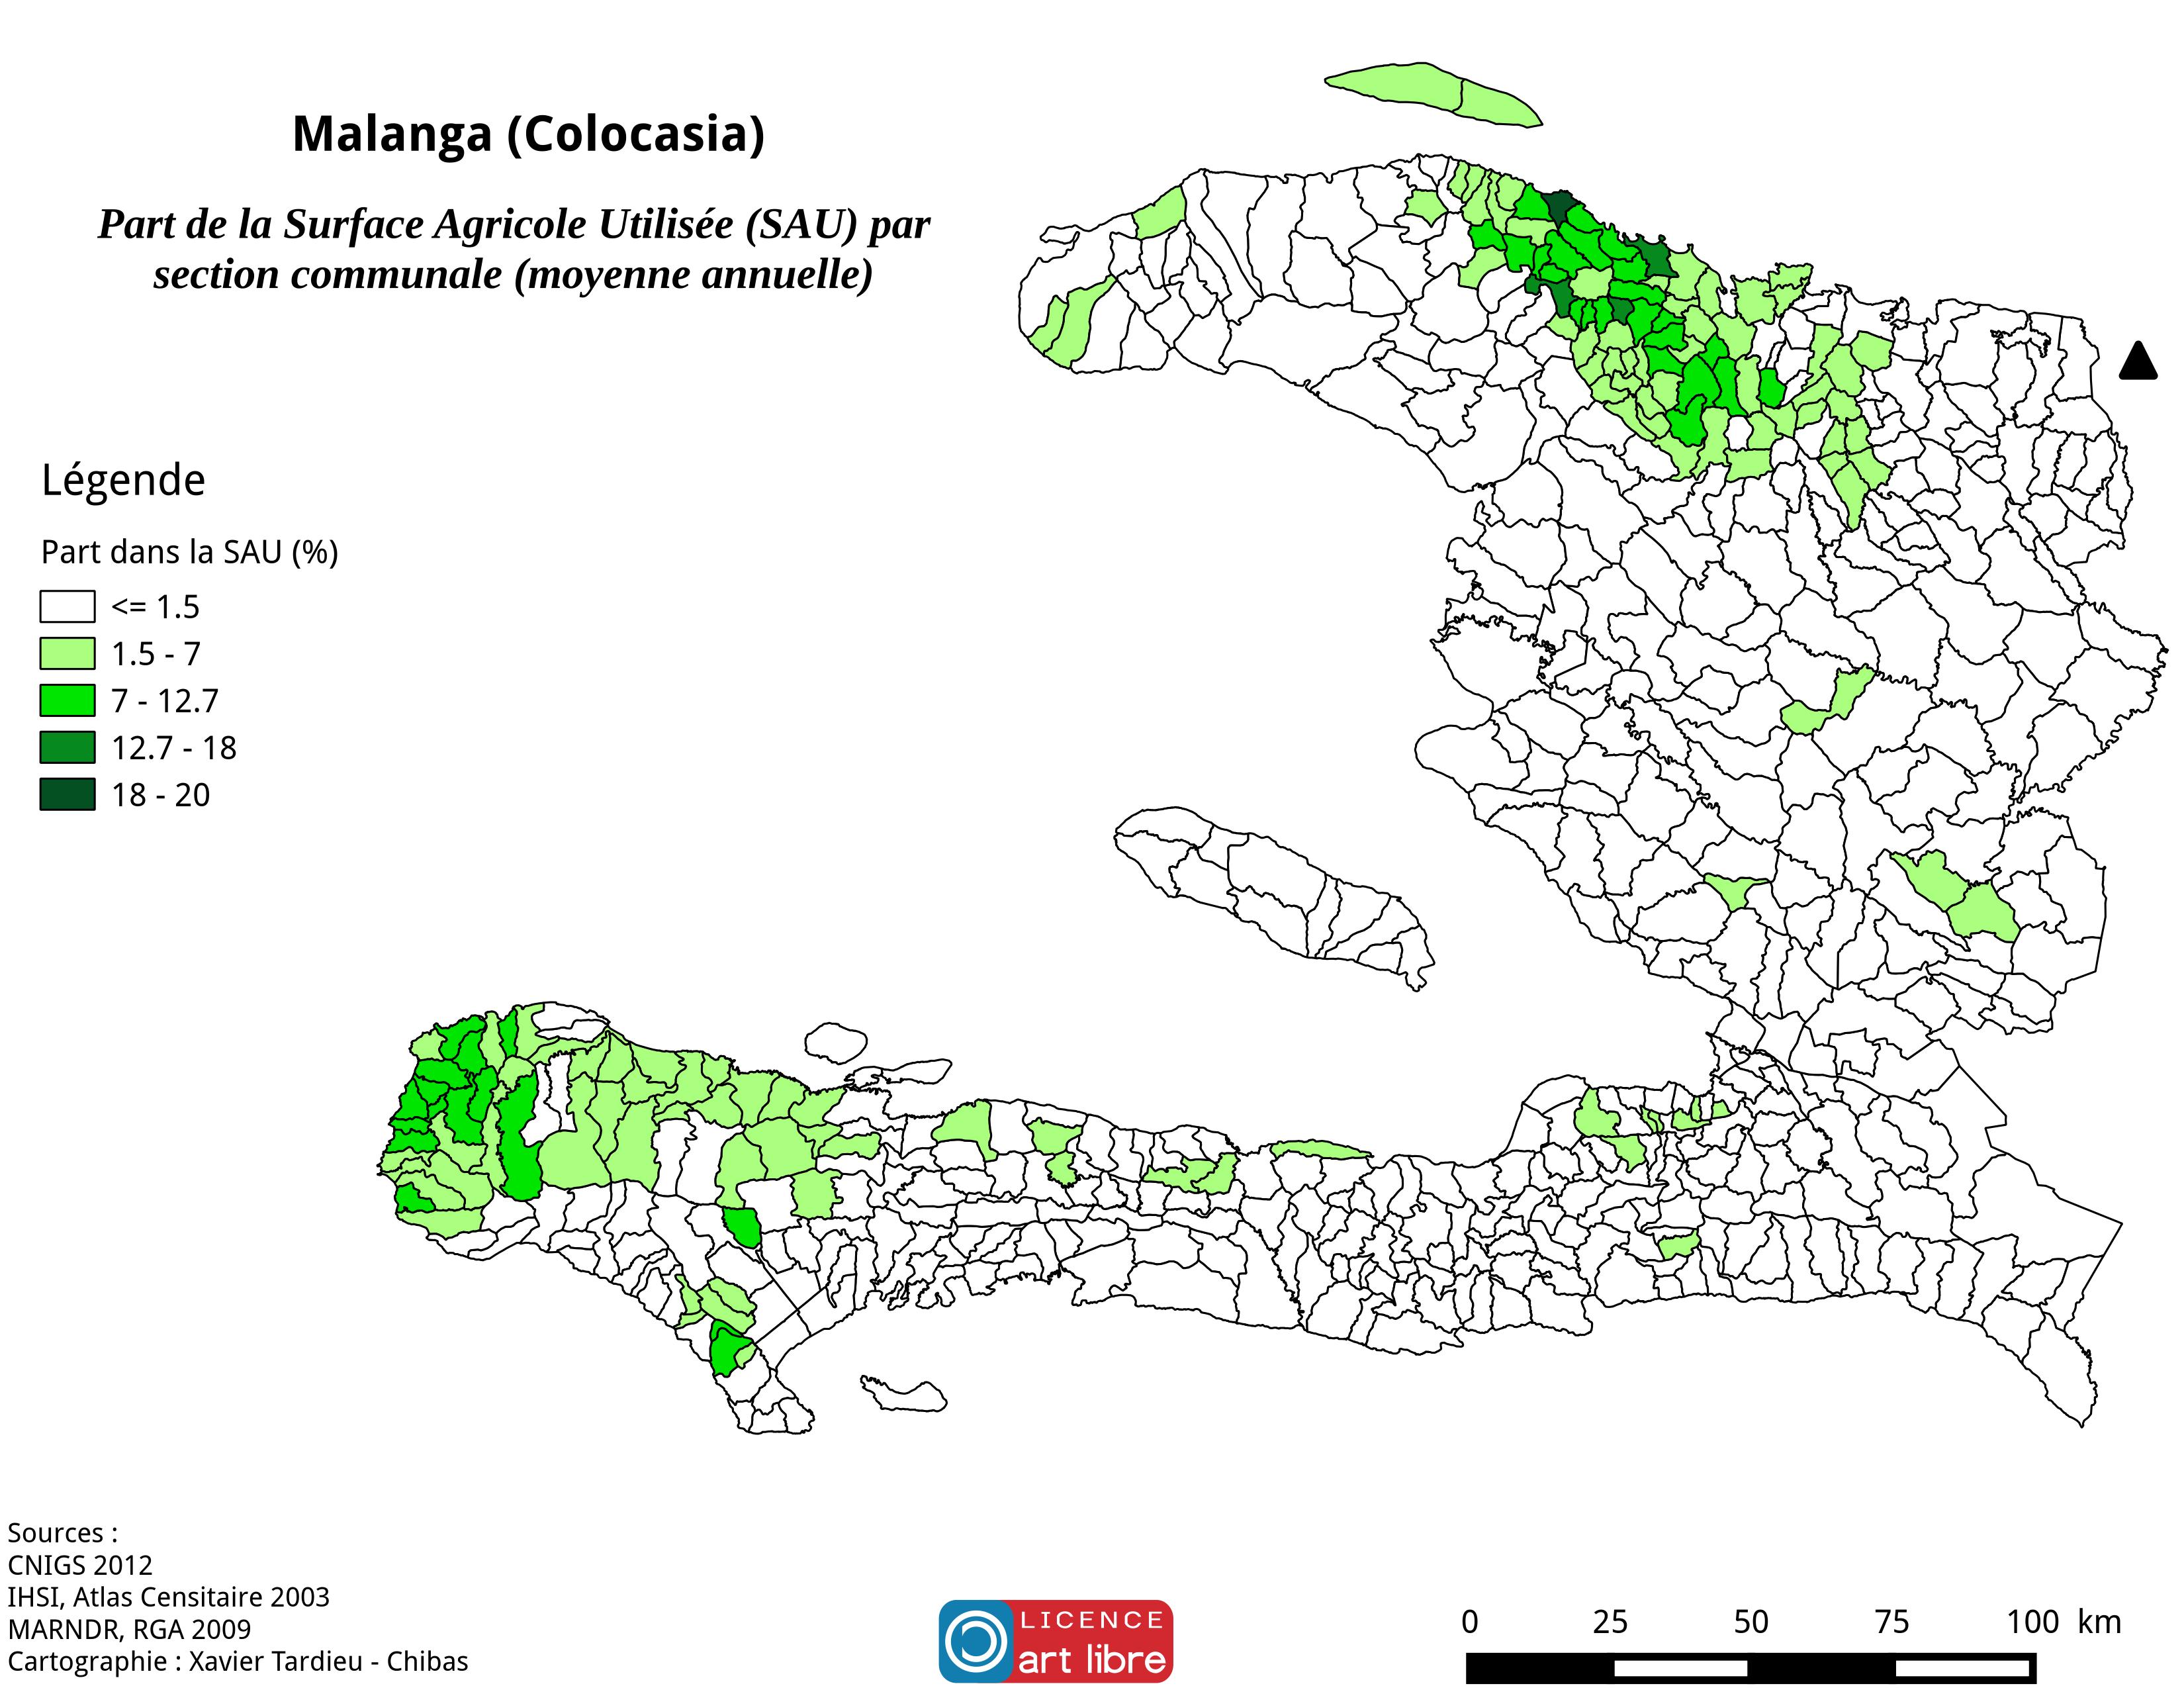 Malanga (Colocasia)
Part de la Surface Agricole Utilisée (SAU) par
section communale (moyenne annuelle)
Légende
Part dans la SAU (%)
<= 1.5
1.5 - 7
7 - 12.7
12.7 - 18
18 - 20
Sources :
CNIGS 2012
IHSI, Atlas Censitaire 2003
MARNDR, RGA 2009
Cartographie : Xavier Tardieu - Chibas
LICENCE
art libre
0 25 50 75 100 km